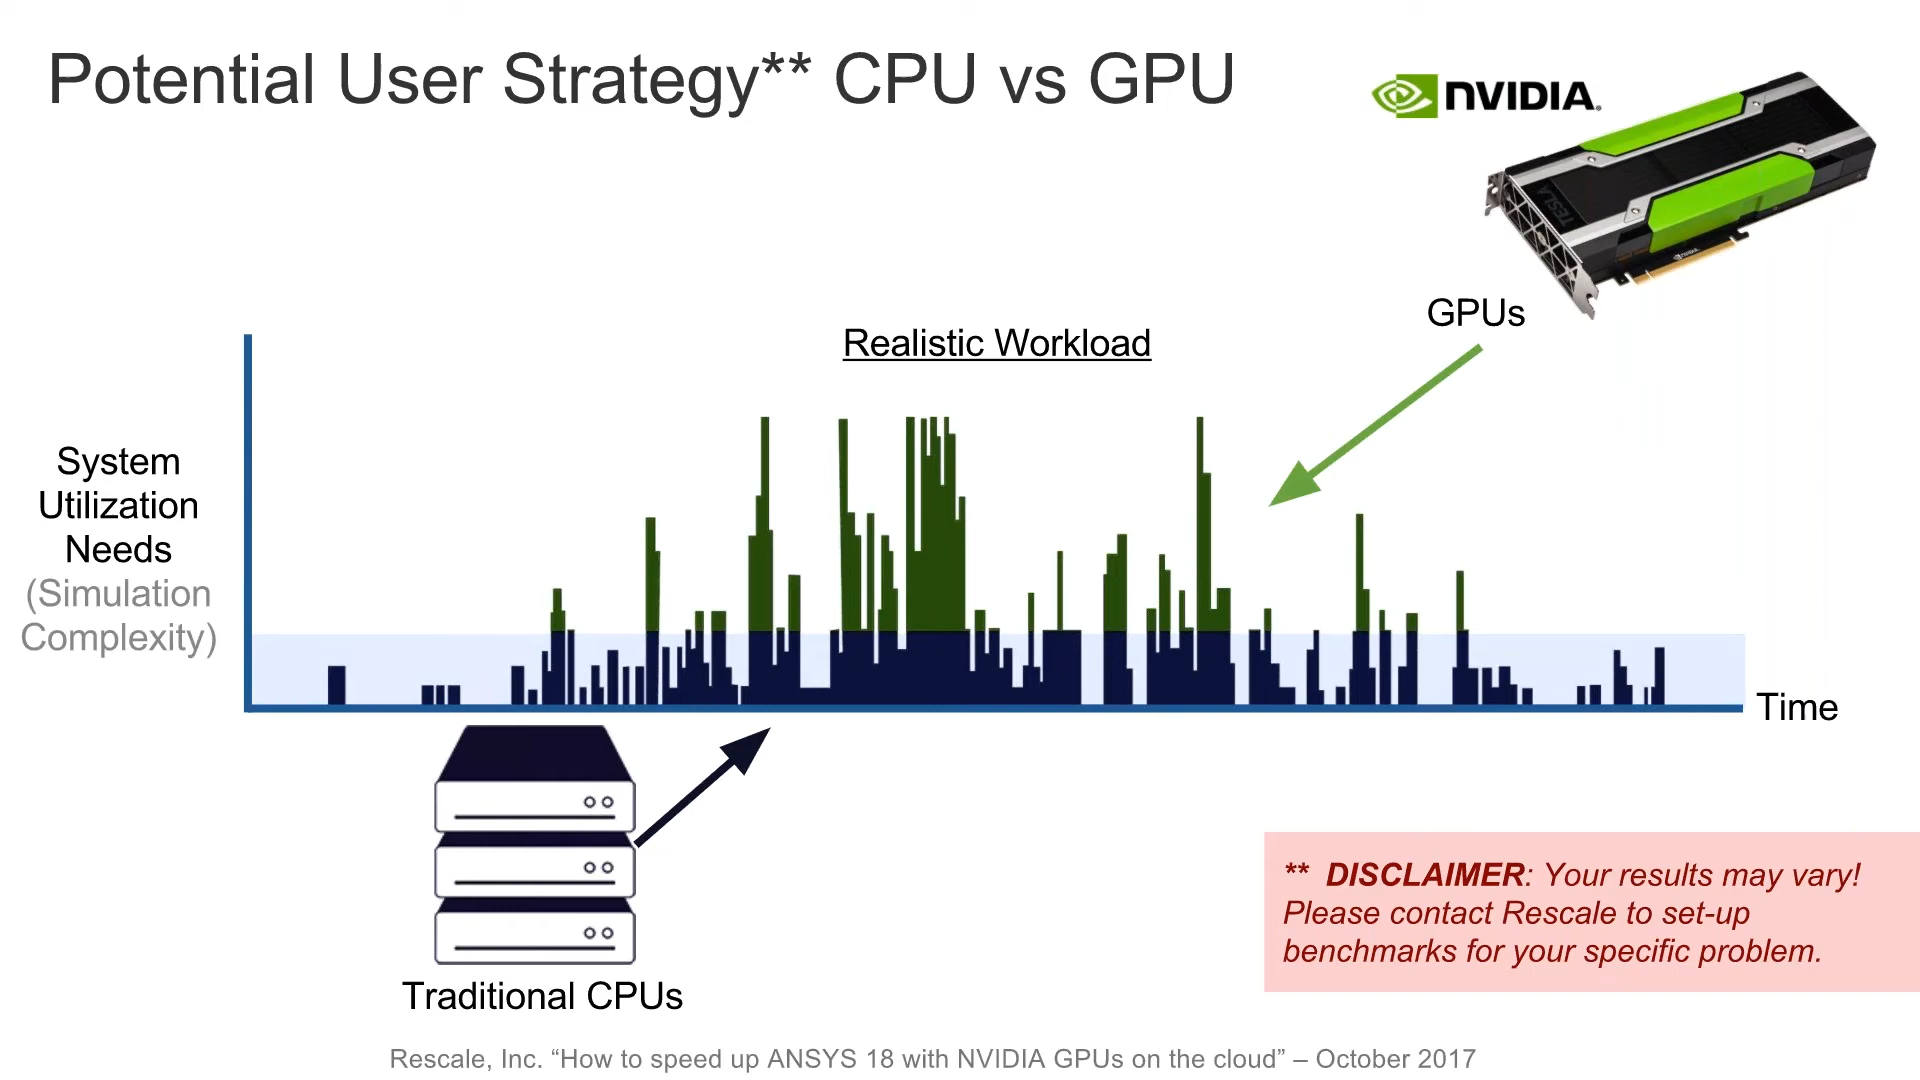 Potential User Strategy** CPU vs GPU
nVIDIA.
TESLA
nVIDIA
GPUs
Realistic Workload
System
Utilization
Needs
(Simulation
Complexity)
Time
Traditional CPUs
** DISCLAIMER: Your results may vary!
Please contact Rescale to set-up
benchmarks for your specific problem.
Rescale, Inc. “How to speed up ANSYS 18 with NVIDIA GPUs on the cloud” – October 2017